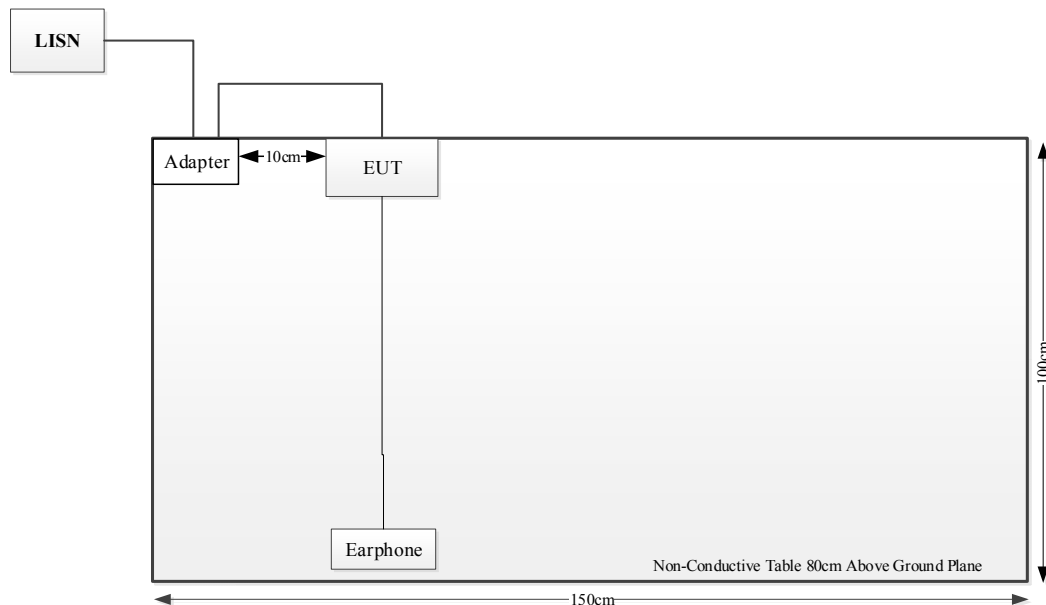 LISN
Adapter
10cm
EUT
100cm
Earphone
Non-Conductive Table 80cm Above Ground Plane
150cm